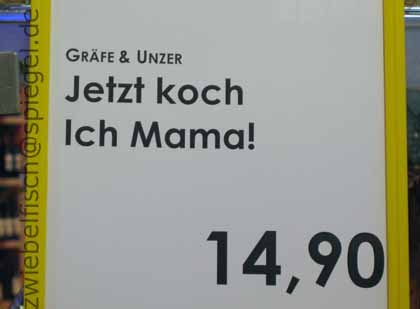 GRÄFE & UNZER
Jetzt koch
Ich Mama!
14,90
zwiebelfisch@spiegel.de